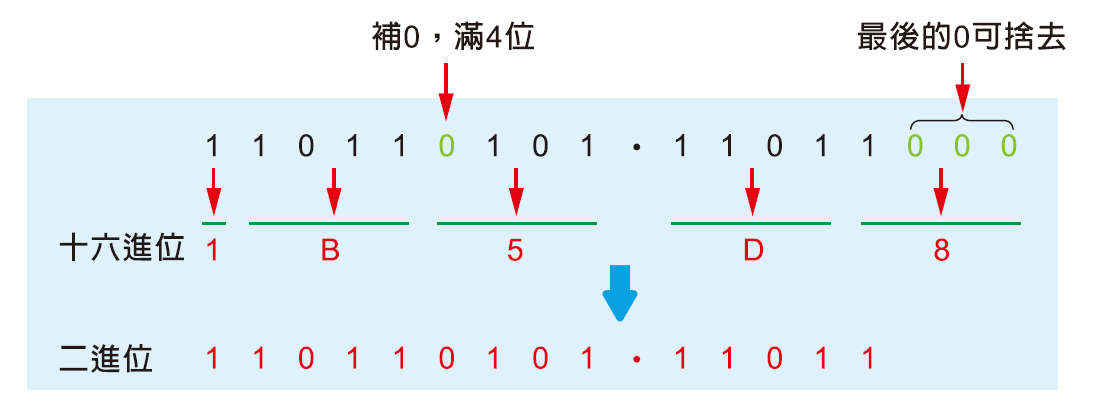 補0，滿4位 最後的0可捨去
1 1 0 1 1 0 1 0 1 . 1 1 0 1 1 0 0 0
十六進位 1 B 5 D 8
二進位 1 1 0 1 1 0 1 0 1 . 1 1 0 1 1